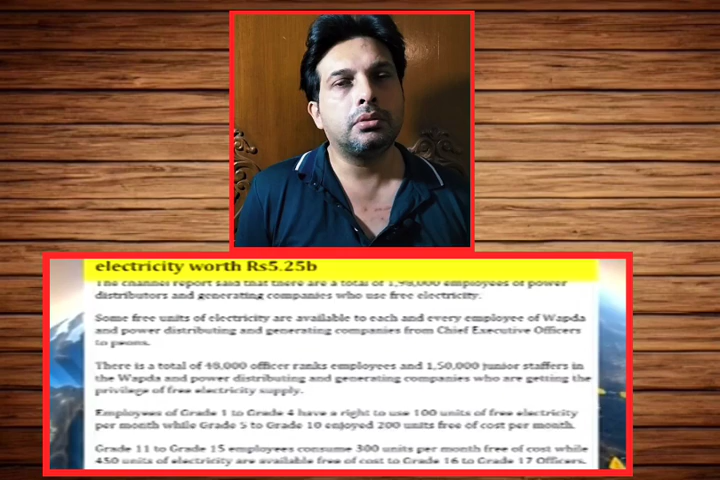 electricity worth Rs5.25b
The channel report said that there are a total of 1,98,000 employees of power
distributors and generating companies who use free electricity.
Some free units of electricity are available to each and every employee of Wapda
and power distributing and generating companies from Chief Executive Officers
to peons.
There is a total of 48,000 officer ranks employees and 1,50,000 junior staffers in
the Wapda and power distributing and generating companies who are getting the
privilege of free electricity supply.
Employees of Grade 1 to Grade 4 have a right to use 100 units of free electricity
per month while Grade 5 to Grade 10 enjoyed 200 units free of cost per month.
Grade 11 to Grade 15 employees consume 300 units per month free of cost while
450 units of electricity are available free of cost to Grade 16 to Grade 17 Officers.